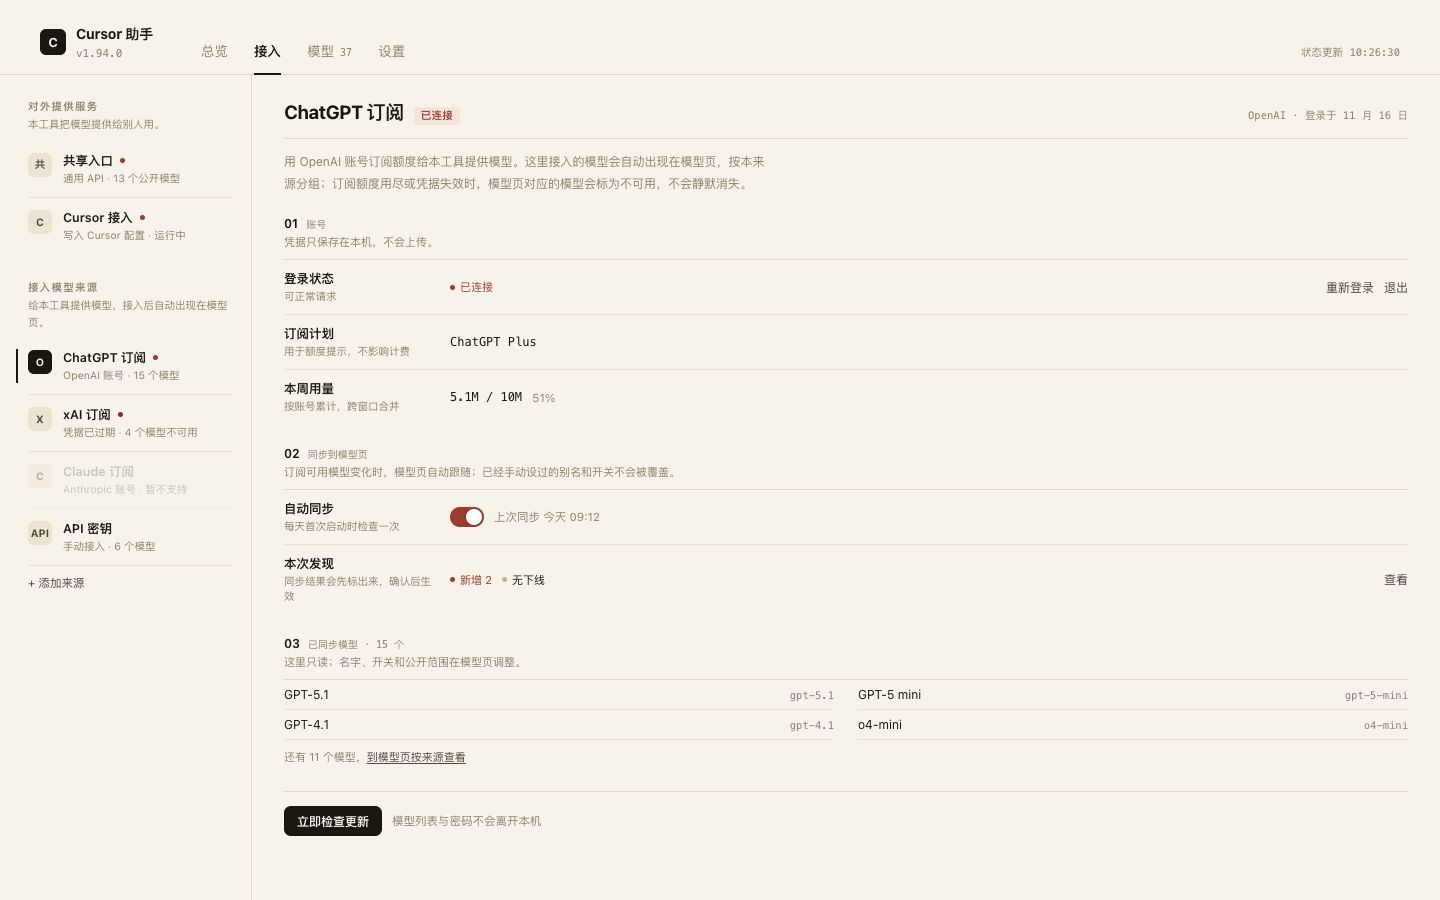 C
Cursor 助手
v1.94.0
总览
接入
模型 37
设置
状态更新 10:26:30
对外提供服务
本工具把模型提供给别人用。
共
共享入口
通用 API · 13 个公开模型
C
Cursor 接入
写入 Cursor 配置 · 运行中
接入模型来源
给本工具提供模型，接入后自动出现在模型
页。
O
ChatGPT 订阅
OpenAI 账号 · 15 个模型
X
xAI 订阅
凭据已过期 · 4 个模型不可用
C
Claude 订阅
Anthropic 账号 · 暂不支持
API
API 密钥
手动接入 · 6 个模型
+ 添加来源
ChatGPT 订阅
已连接
OpenAI · 登录于 11 月 16 日
用 OpenAI 账号订阅额度给本工具提供模型。这里接入的模型会自动出现在模型页，按本来
源分组；订阅额度用尽或凭据失效时，模型页对应的模型会标为不可用，不会静默消失。
01 账号
凭据只保存在本机，不会上传。
登录状态
可正常请求
已连接
重新登录 退出
订阅计划
用于额度提示，不影响计费
ChatGPT Plus
本周用量
按账号累计，跨窗口合并
5.1M / 10M 51%
02 同步到模型页
订阅可用模型变化时，模型页自动跟随；已经手动设过的别名和开关不会被覆盖。
自动同步
每天首次启动时检查一次
上次同步 今天 09:12
本次发现
同步结果会先标出来，确认后生
效
新增 2 无下线
查看
03 已同步模型 · 15 个
这里只读；名字、开关和公开范围在模型页调整。
GPT-5.1 gpt-5.1
GPT-5 mini gpt-5-mini
GPT-4.1 gpt-4.1
o4-mini o4-mini
还有 11 个模型，到模型页按来源查看
立即检查更新
模型列表与密码不会离开本机